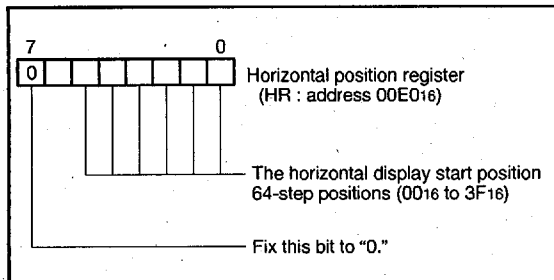 7 0
0
Horizontal position register
(HR : address 00E016)
The horizontal display start position
64-step positions (0016 to 3F16)
Fix this bit to “0.”